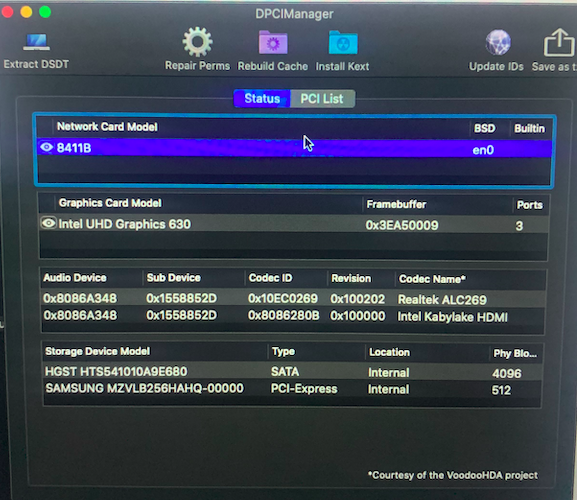 DPCIManager
Extract DSDT
Repair Perms
Rebuild Cache
Install Kext
Update IDs
Save as t
Status
PCI List
Network Card Model BSD Builtin
8411B en0
Graphics Card Model Framebuffer Ports
Intel UHD Graphics 630 0x3EA50009 3
Audio Device Sub Device Codec ID Revision Codec Name*
0x8086A348 0x1558852D 0x10EC0269 0x100202 Realtek ALC269
0x8086A348 0x1558852D 0x8086280B 0x100000 Intel Kabylake HDMI
Storage Device Model Type Location Phy Blo...
HGST HTS541010A9E680 SATA Internal 4096
SAMSUNG MZVLB256HAHQ-00000 PCI-Express Internal 512
*Courtesy of the VoodooHDA project